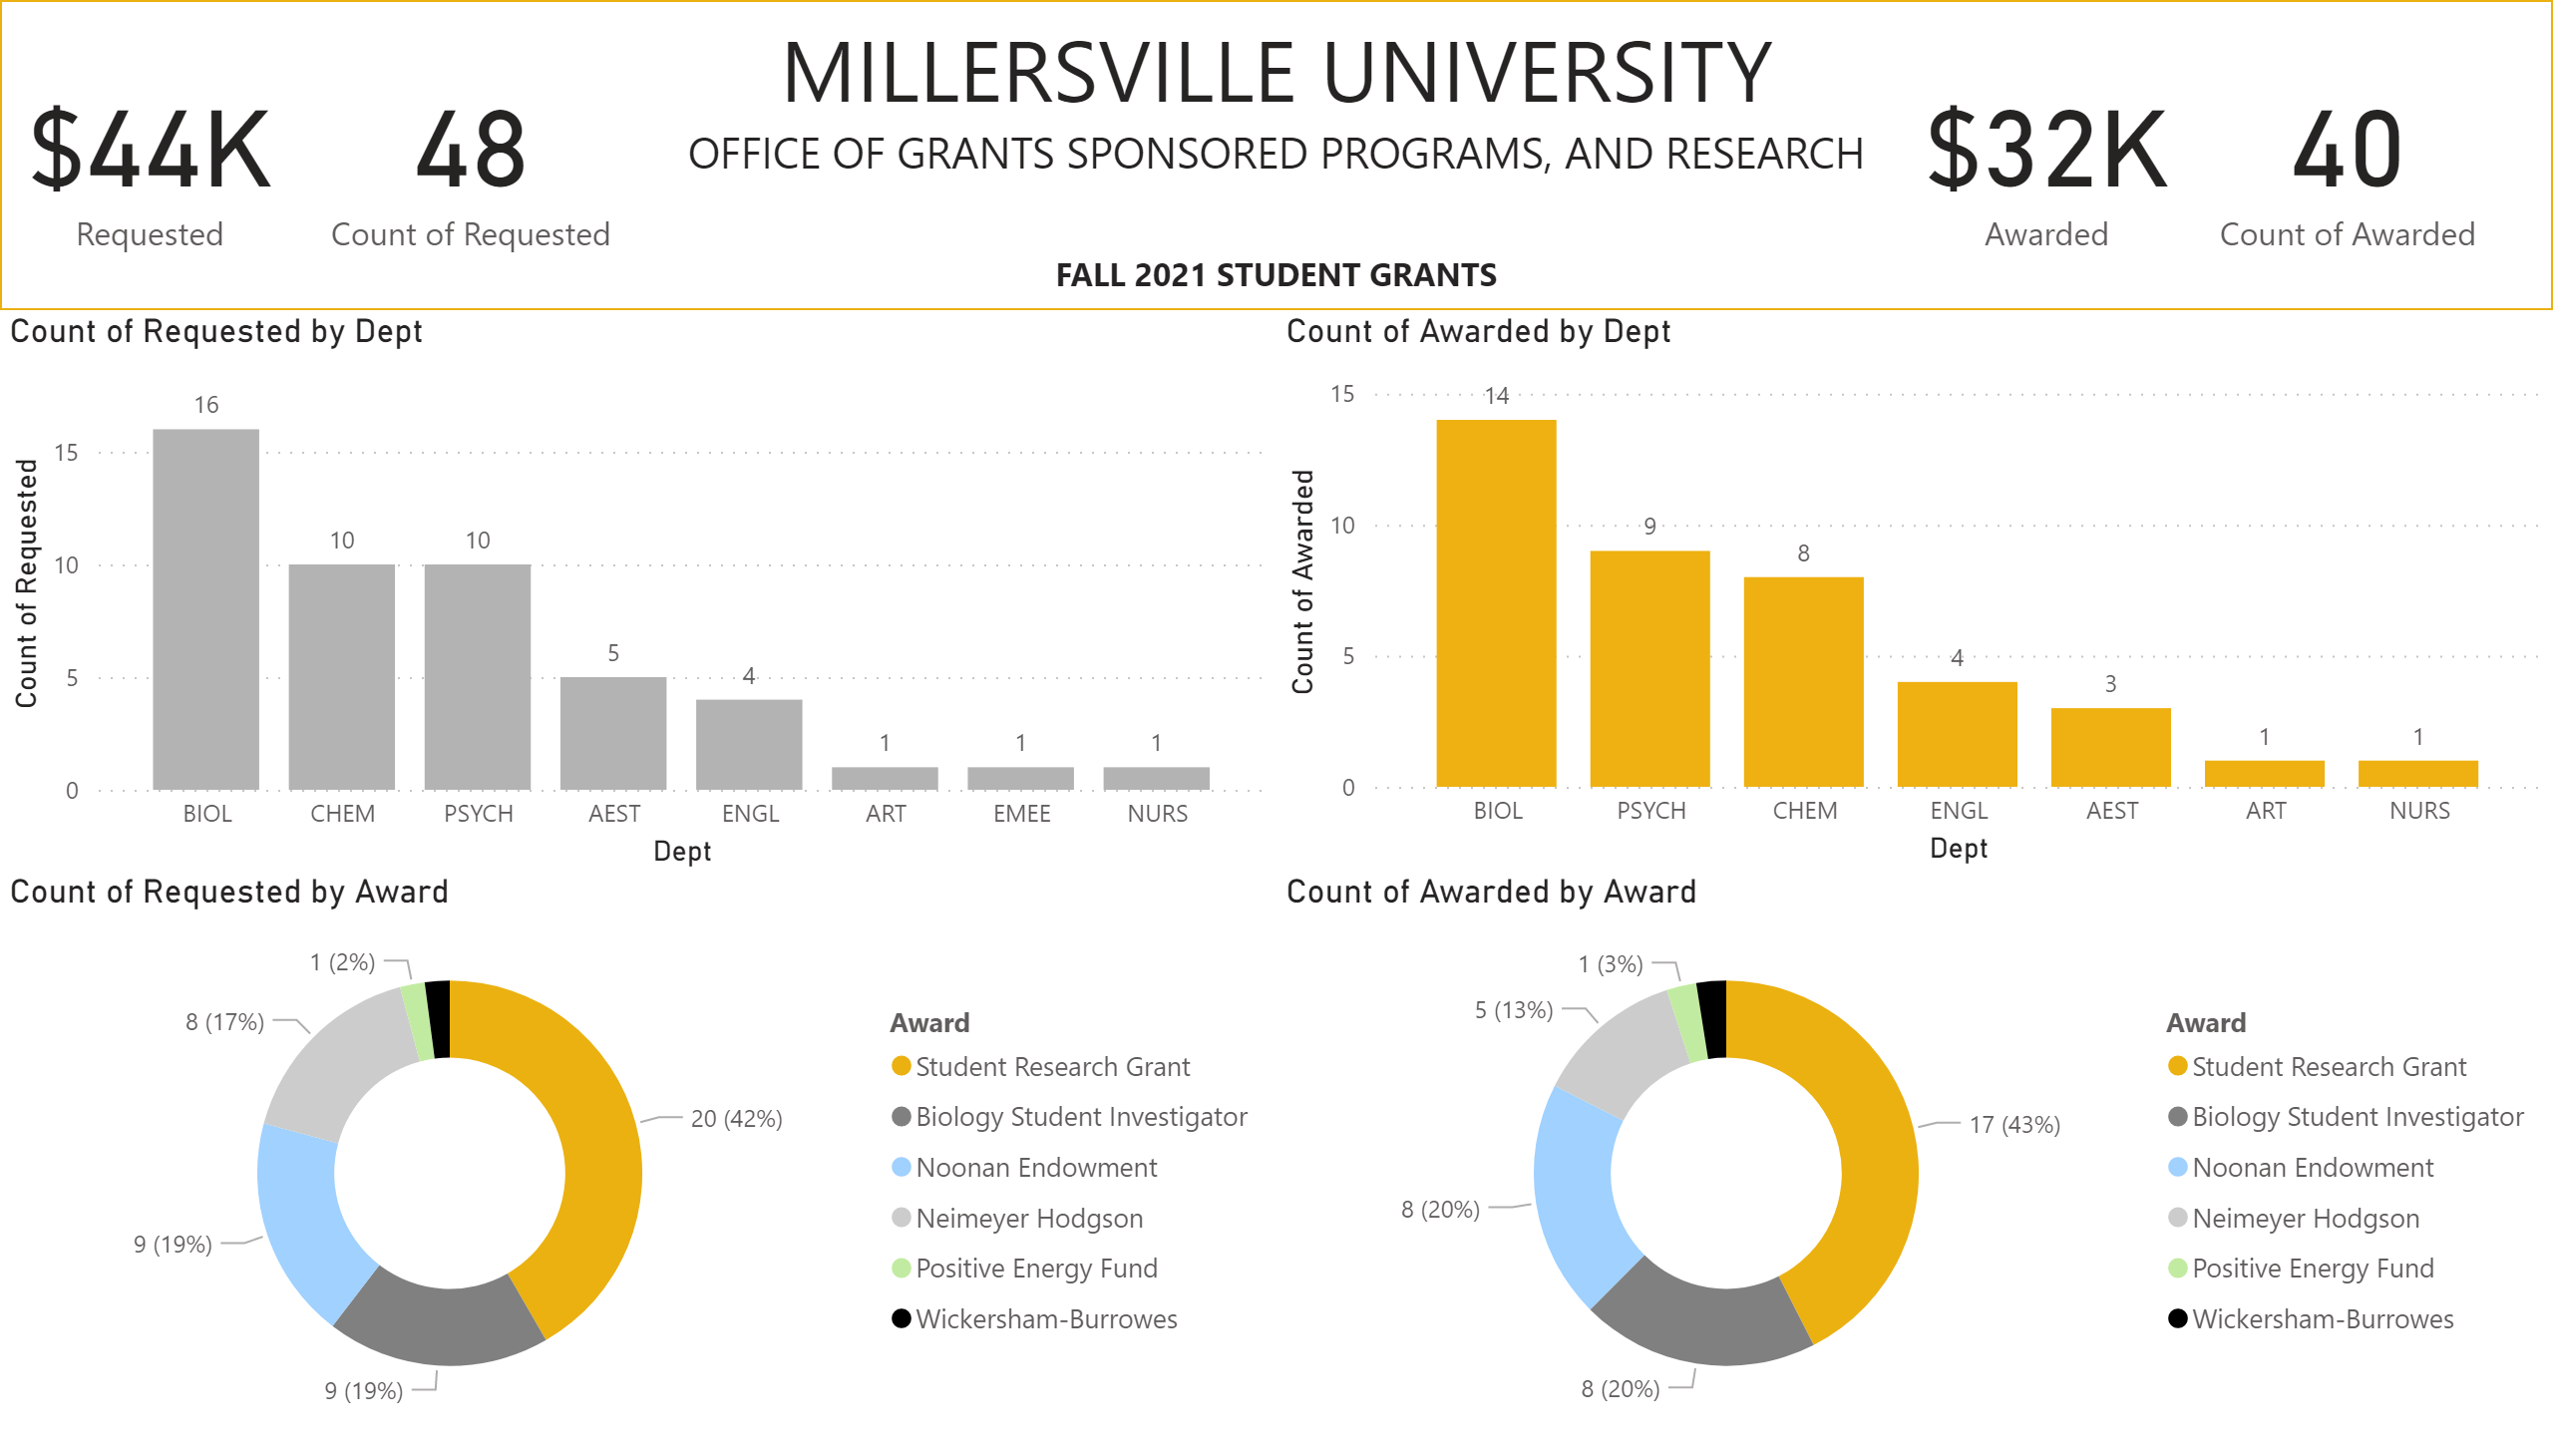 MILLERSVILLE UNIVERSITY
OFFICE OF GRANTS SPONSORED PROGRAMS, AND RESEARCH
FALL 2021 STUDENT GRANTS
$44K
Requested
48
Count of Requested
$32K
Awarded
40
Count of Awarded
Count of Requested by Dept
Count of Requested
15
10
5
0
16
10
10
5
4
1
1
1
BIOL
CHEM
PSYCH
AEST
ENGL
ART
EMEE
NURS
Dept
Count of Awarded by Dept
Count of Awarded
15
10
5
0
14
9
8
4
3
1
1
BIOL
PSYCH
CHEM
ENGL
AEST
ART
NURS
Dept
Count of Requested by Award
1 (2%)
8 (17%)
9 (19%)
9 (19%)
20 (42%)
Award
Student Research Grant
Biology Student Investigator
Noonan Endowment
Neimeyer Hodgson
Positive Energy Fund
Wickersham-Burrowes
Count of Awarded by Award
1 (3%)
5 (13%)
8 (20%)
8 (20%)
17 (43%)
Award
Student Research Grant
Biology Student Investigator
Noonan Endowment
Neimeyer Hodgson
Positive Energy Fund
Wickersham-Burrowes